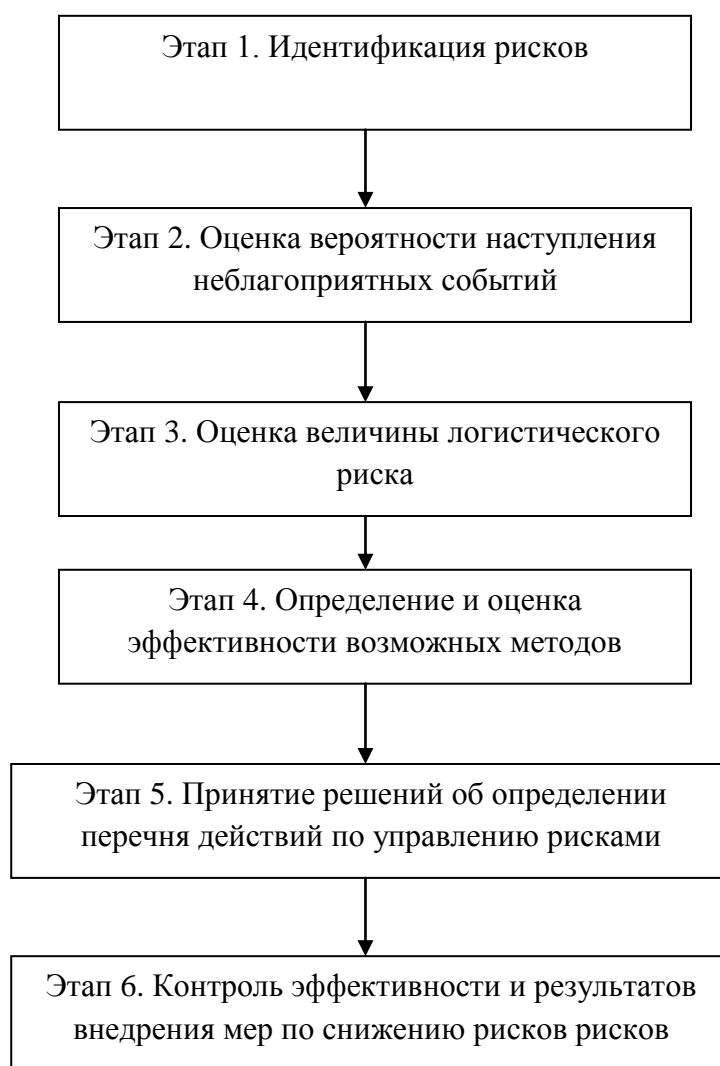 Этап 1. Идентификация рисков
Этап 2. Оценка вероятности наступления
неблагоприятных событий
Этап 3. Оценка величины логистического
риска
Этап 4. Определение и оценка
эффективности возможных методов
Этап 5. Принятие решений об определении
перечня действий по управлению рисками
Этап 6. Контроль эффективности и результатов
внедрения мер по снижению рисков рисков